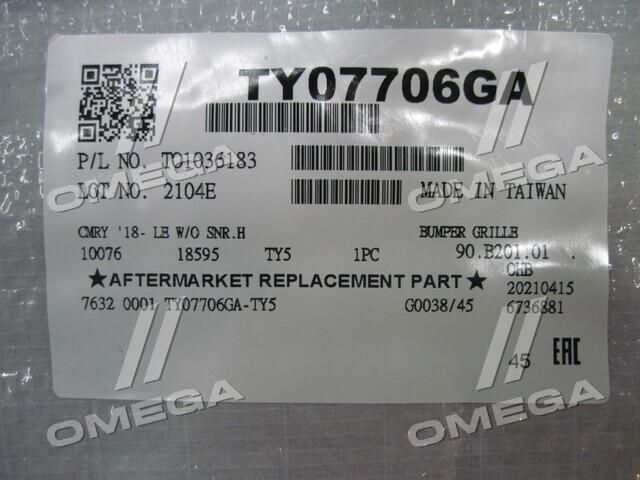 TY07706GA
P/L NO. TO1036183
LOT NO. 2104E MADE IN TAIWAN
CMRY '18- LE W/O SNR.H BUMPER GRILLE
10076 18595 TY5 1PC 90.B201.01 .
★AFTERMARKET REPLACEMENT PART★ OHB
20210415
7632 0001 TY07706GA-TY5 G0038/45 6736881
45 EAC
OMEGA
OMEGA
OMEGA
OMEGA
OMEGA